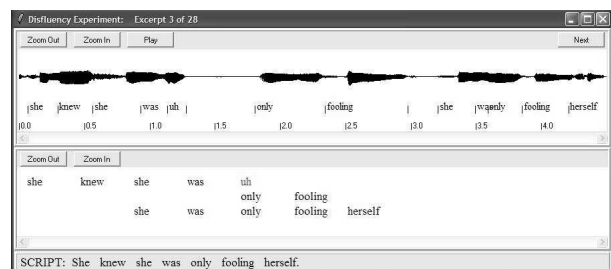 Disfluency Experiment: Excerpt 3 of 28
Zoom Out Zoom In Play Next
|she |knew |she |was |uh | |only |fooling | |she |was|only |fooling |herself
|0.0 |0.5 |1.0 |1.5 |2.0 |2.5 |3.0 |3.5 |4.0
Zoom Out Zoom In
she knew she was uh
only fooling
she was only fooling herself
SCRIPT: She knew she was only fooling herself.